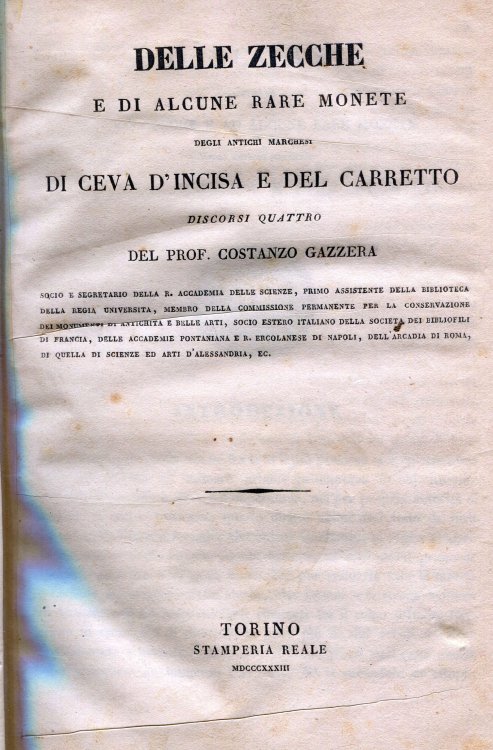 DELLE ZECCHE
E DI ALCUNE RARE MONETE
DEGLI ANTICHI MARCHESI
DI CEVA D'INCISA E DEL CARRETTO
DISCORSI QUATTRO
DEL PROF. COSTANZO GAZZERA
SOCIO E SEGRETARIO DELLA R. ACCADEMIA DELLE SCIENZE, PRIMO ASSISTENTE DELLA BIBLIOTECA
DELLA REGIA UNIVERSITA, MEMBRO DELLA COMMISSIONE PERMANENTE PER LA CONSERVAZIONE
DEI MONUMENTI DI ANTICHITA E BELLE ARTI, SOCIO ESTERO ITALIANO DELLA SOCIETA DEI BIBLIOFILI
DI FRANCIA, DELLE ACCADEMIE PONTANIANA E R. ERCOLANESE DI NAPOLI, DELL'ARCADIA DI ROMA,
DI QUELLA DI SCIENZE ED ARTI D'ALESSANDRIA, EC.
TORINO
STAMPERIA REALE
MDCCCXXXIII